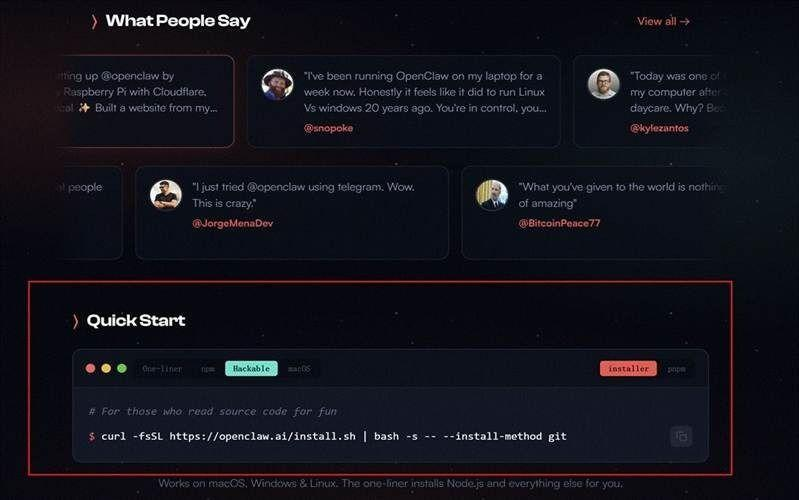 What People Say
View all →
etting up @openclaw by
Raspberry Pi with Cloudflare,
✨ Built a website from my...
"I've been running OpenClaw on my laptop for a
week now. Honestly it feels like it did to run Linux
Vs windows 20 years ago. You're in control, you...
@snopoke
"Today was one of
my computer after
daycare. Why? Bec
@kylezantos
al people
"I just tried @openclaw using telegram. Wow.
This is crazy."
@JorgeMenaDev
"What you've given to the world is nothing
of amazing"
@BitcoinPeace77
Quick Start
One-liner npm Hackable macOS installer pnpm
# For those who read source code for fun
$ curl -fsSL https://openclaw.ai/install.sh | bash -s -- --install-method git
Works on macOS, Windows & Linux. The one-liner installs Node.js and everything else for you.